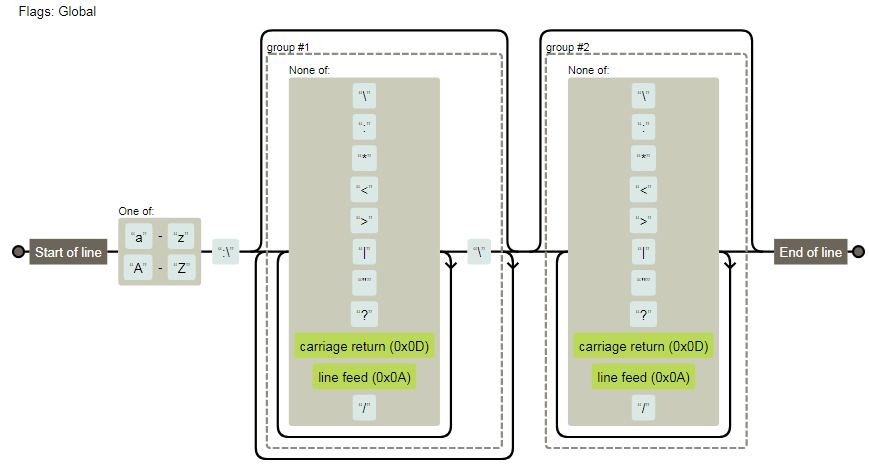 Flags: Global
group #1
group #2
None of:
None of:
“\”
“\”
“:”
“:”
“*”
“*”
“<”
“<”
One of:
“>”
“>”
“a” - “z”
Start of line
“:\”
“|”
“\”
“|”
End of line
“A” - “Z”
“"”
“"”
“?”
“?”
carriage return (0x0D)
carriage return (0x0D)
line feed (0x0A)
line feed (0x0A)
“/”
“/”